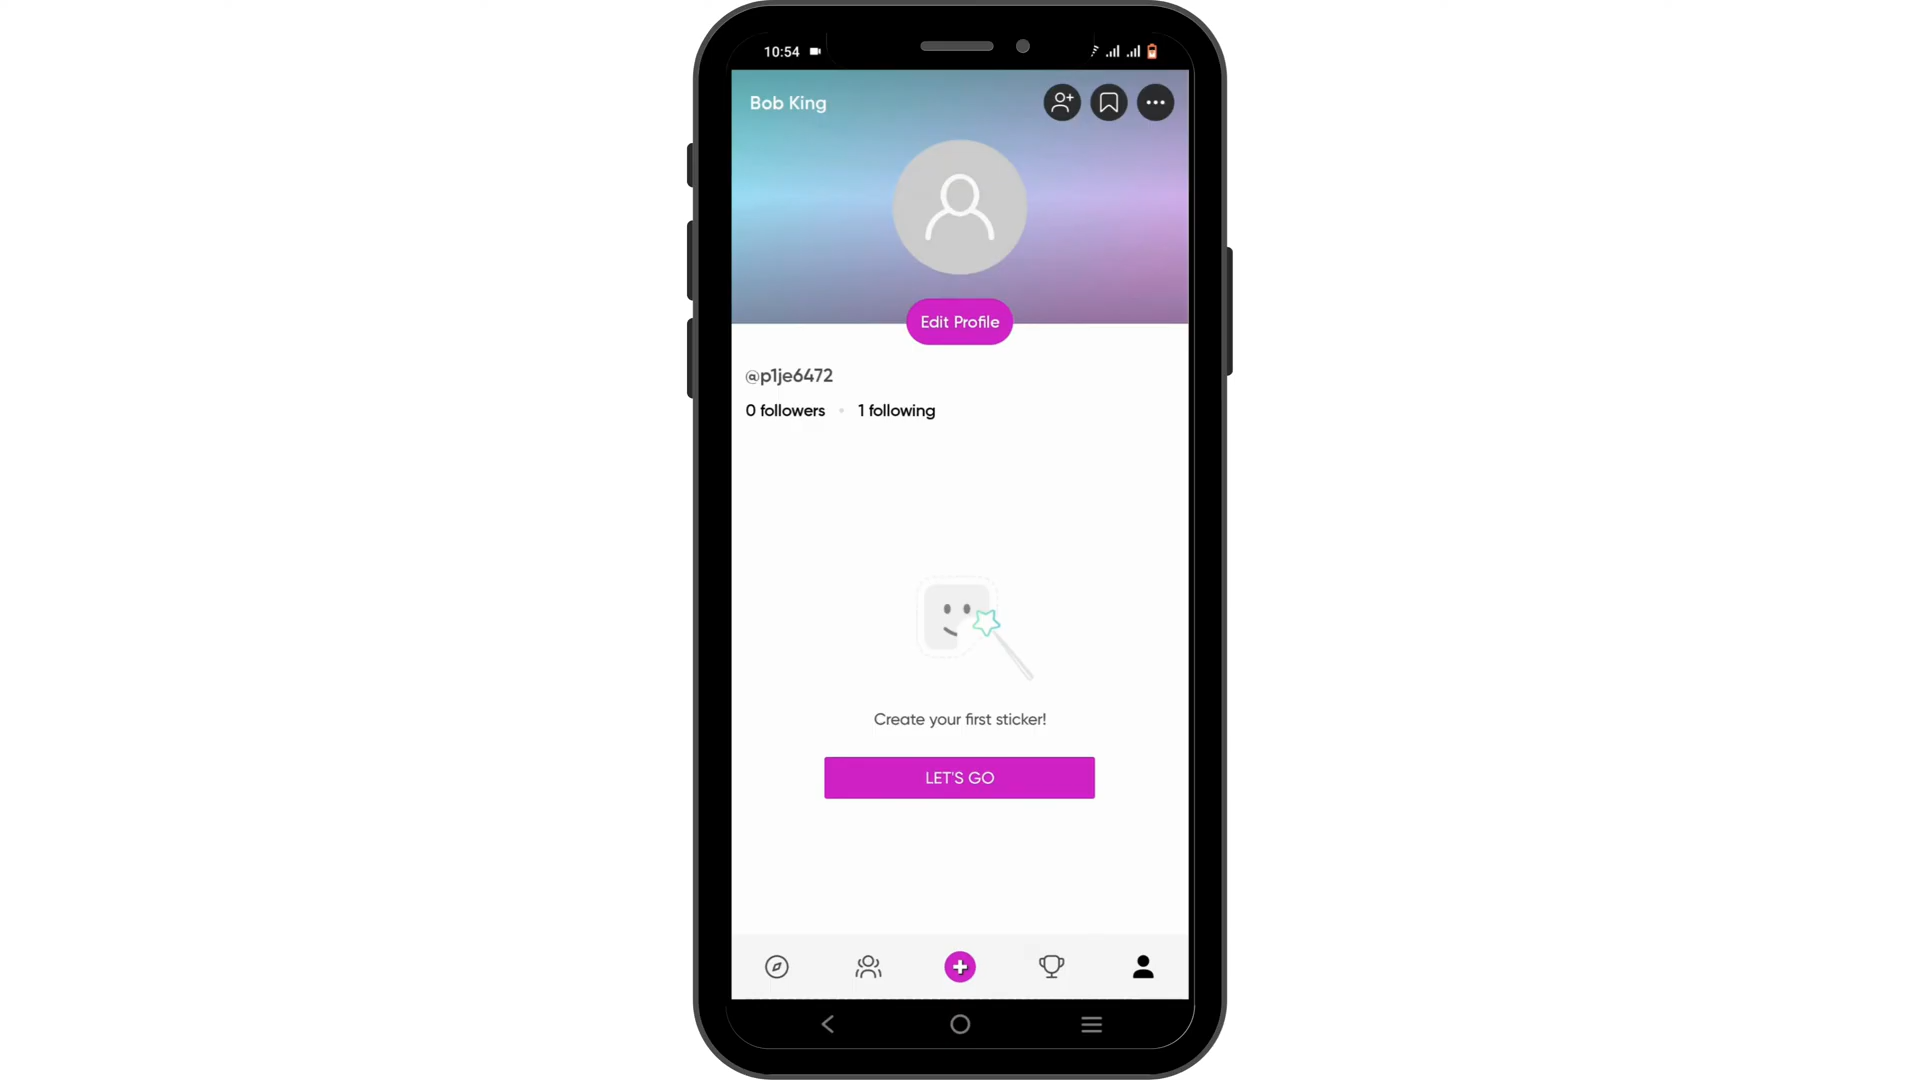 10:54
Bob King
Edit Profile
@p1je6472
0 followers • 1 following
Create your first sticker!
LET'S GO